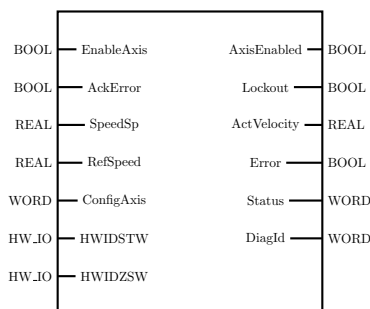 BOOL EnableAxis AxisEnabled BOOL
BOOL AckError Lockout BOOL
REAL SpeedSp ActVelocity REAL
REAL RefSpeed Error BOOL
WORD ConfigAxis Status WORD
HW_IO HWIDSTW DiagId WORD
HW_IO HWIDZSW